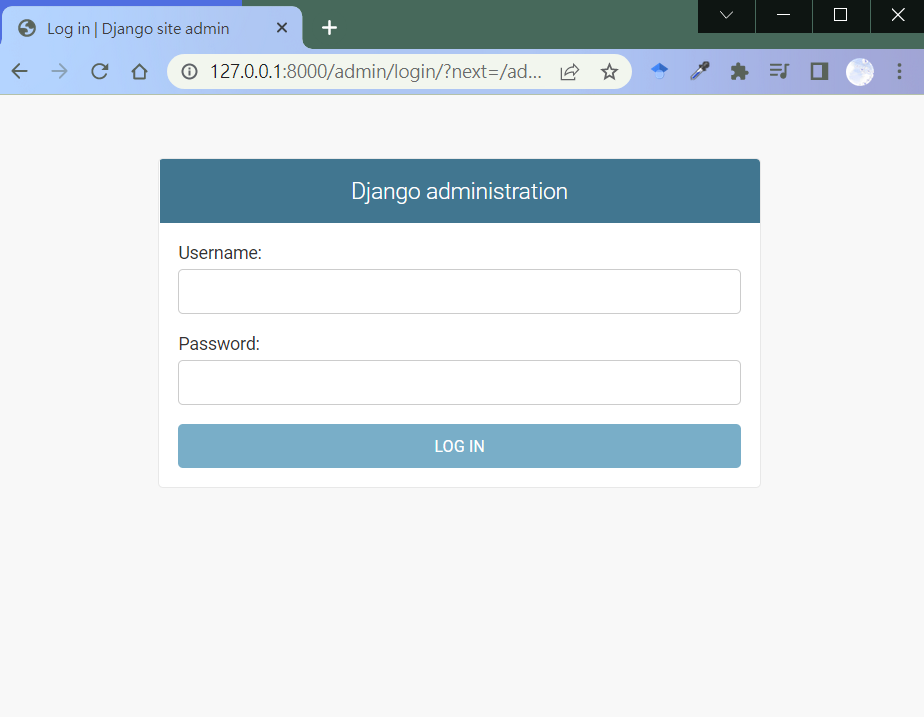 Log in | Django site admin
127.0.0.1:8000/admin/login/?next=/ad...
Django administration
Username:
Password:
LOG IN